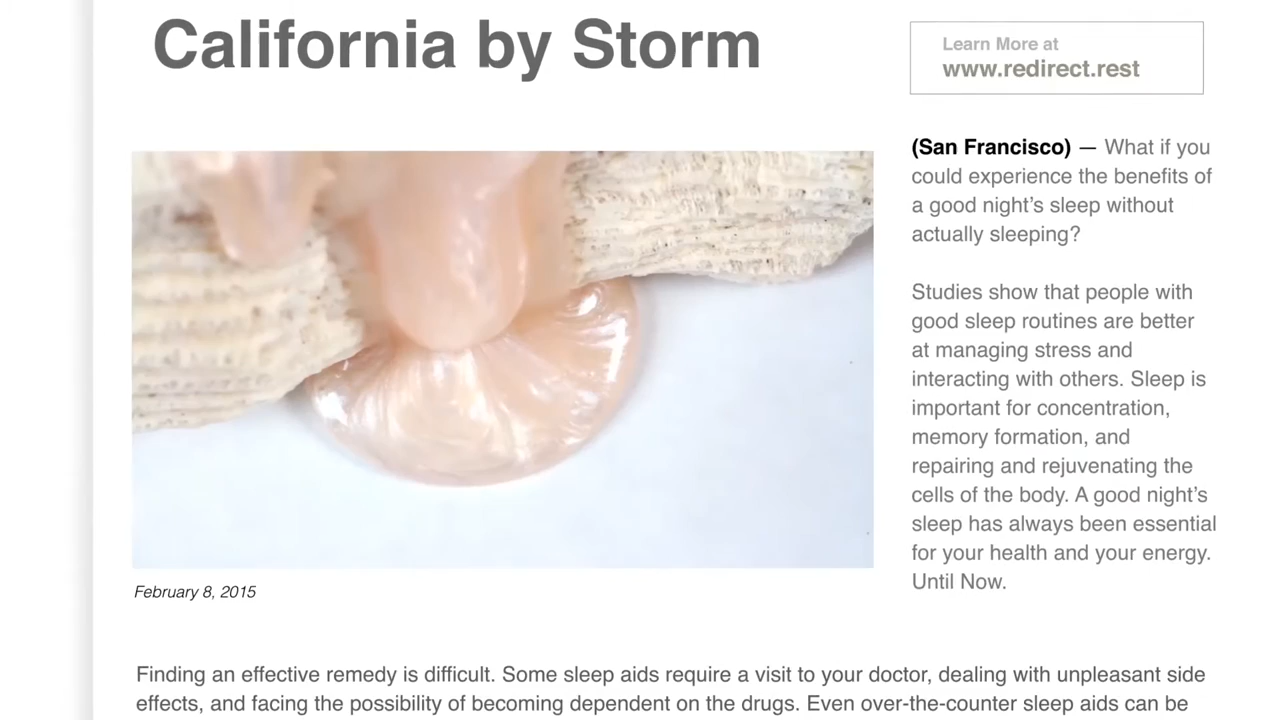 California by Storm
Learn More at
www.redirect.rest
(San Francisco) — What if you
could experience the benefits of
a good night’s sleep without
actually sleeping?
Studies show that people with
good sleep routines are better
at managing stress and
interacting with others. Sleep is
important for concentration,
memory formation, and
repairing and rejuvenating the
cells of the body. A good night’s
sleep has always been essential
for your health and your energy.
Until Now.
February 8, 2015
Finding an effective remedy is difficult. Some sleep aids require a visit to your doctor, dealing with unpleasant side
effects, and facing the possibility of becoming dependent on the drugs. Even over-the-counter sleep aids can be